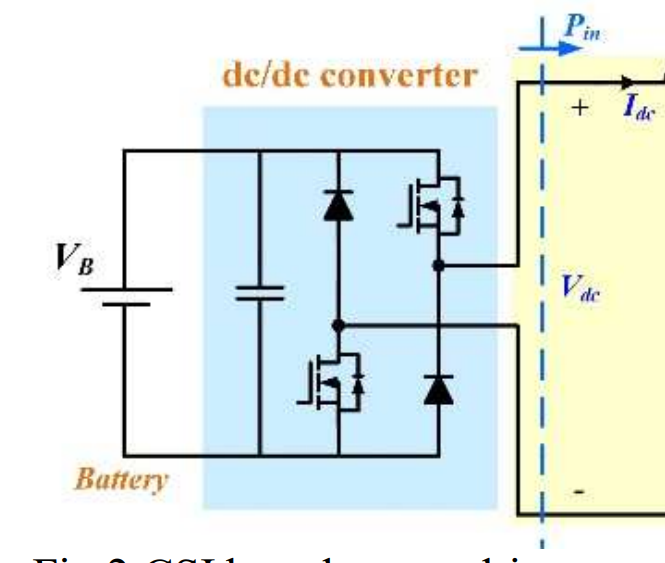 P_in
dc/dc converter
+
I_dc
V_B
V_dc
Battery
-